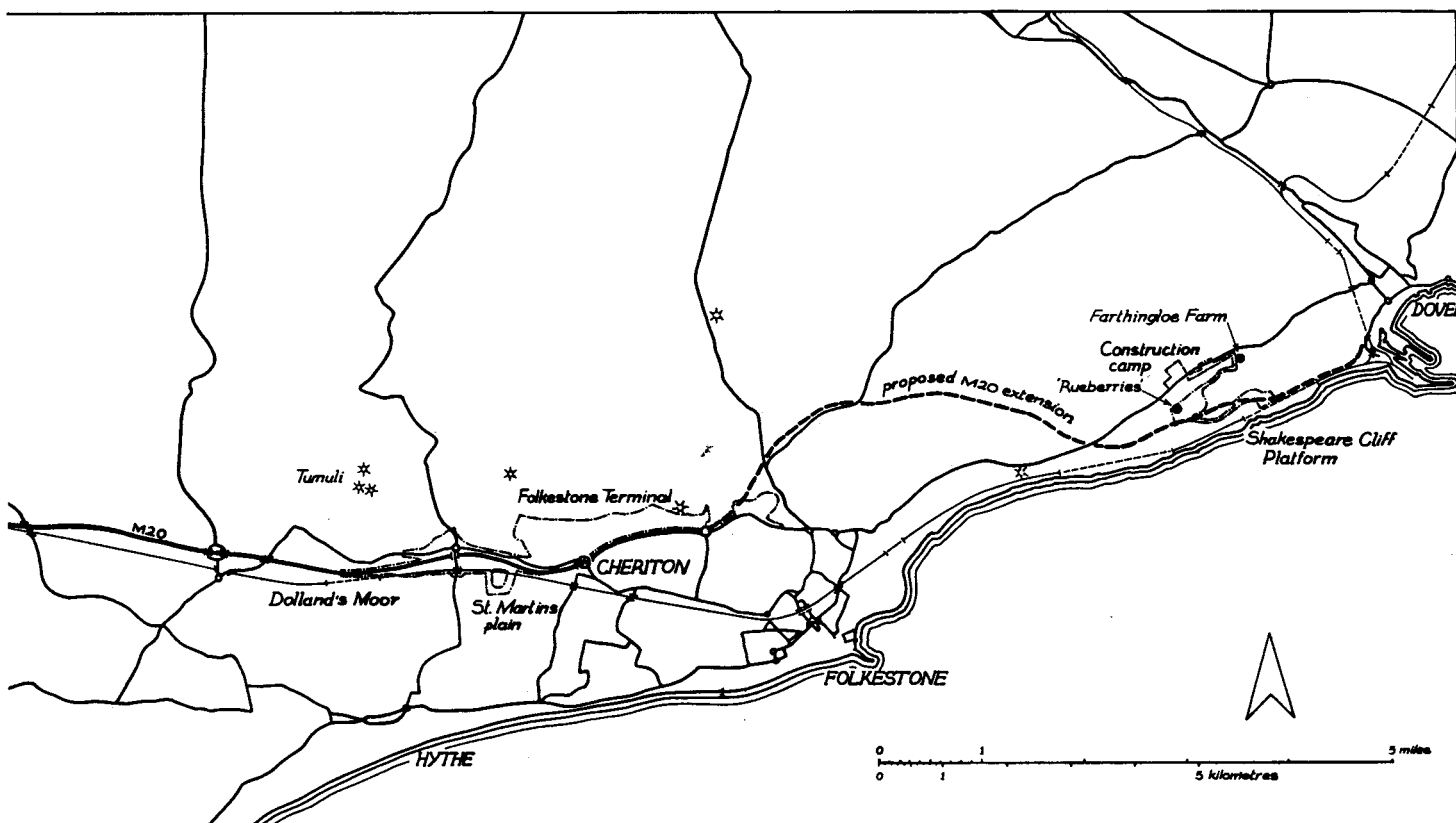 Farthingloe Farm
DOVE
Construction
camp
'Rueberries'
proposed M20 extension
Shakespeare Cliff
Platform
Tumuli
Folkestone Terminal
M20
CHERITON
Dolland's Moor
St. Martins
plain
FOLKESTONE
HYTHE
0 1 5 miles
0 1 5 kilometres